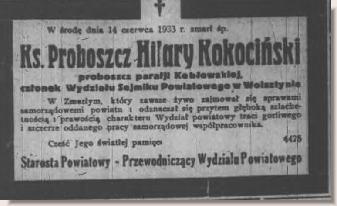 W środę dnia 14 czerwca 1933 r. zmarł śp.
Ks. Proboszcz Hilary Kokociński
proboszcz parafji Kębłowskiej,
członek Wydziału Sejmiku Powiatowego w Wolsztynie
W Zmarłym, który zawsze żywo zajmował się sprawami
samorządowemi powiatu i odznaczał się przytem głęboką szlachet-
nością i prawością charakteru Wydział powiatowy traci gorliwego
i szczerze oddanego pracy samorządowej współpracownika.
Cześć Jego światłej pamięci 4425
Starosta Powiatowy - Przewodniczący Wydziału Powiatowego